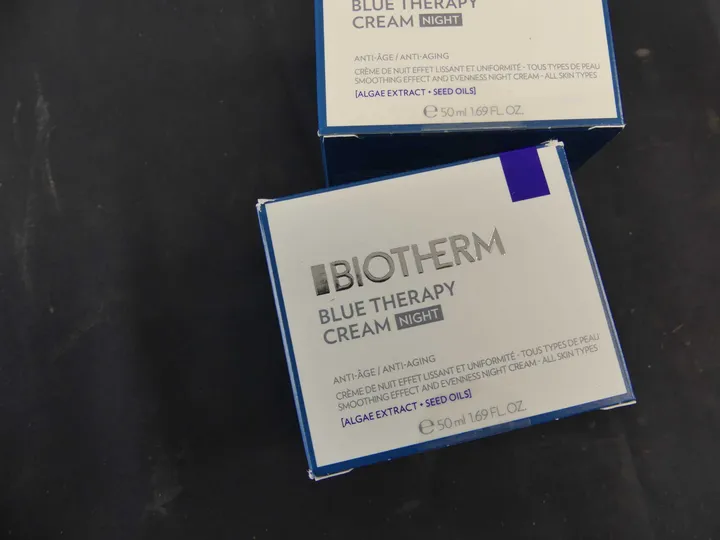 BLUE THERAPY
CREAM NIGHT
ANTI-ÂGE / ANTI-AGING
CRÈME DE NUIT EFFET LISSANT ET UNIFORMITÉ - TOUS TYPES DE PEAU
SMOOTHING EFFECT AND EVENNESS NIGHT CREAM - ALL SKIN TYPES
[ALGAE EXTRACT • SEED OILS]
℮ 50 ml 1.69 FL. OZ.
BIOTHERM
BLUE THERAPY
CREAM NIGHT
ANTI-ÂGE / ANTI-AGING
CRÈME DE NUIT EFFET LISSANT ET UNIFORMITÉ - TOUS TYPES DE PEAU
SMOOTHING EFFECT AND EVENNESS NIGHT CREAM - ALL SKIN TYPES
[ALGAE EXTRACT • SEED OILS]
℮ 50 ml 1.69 FL. OZ.